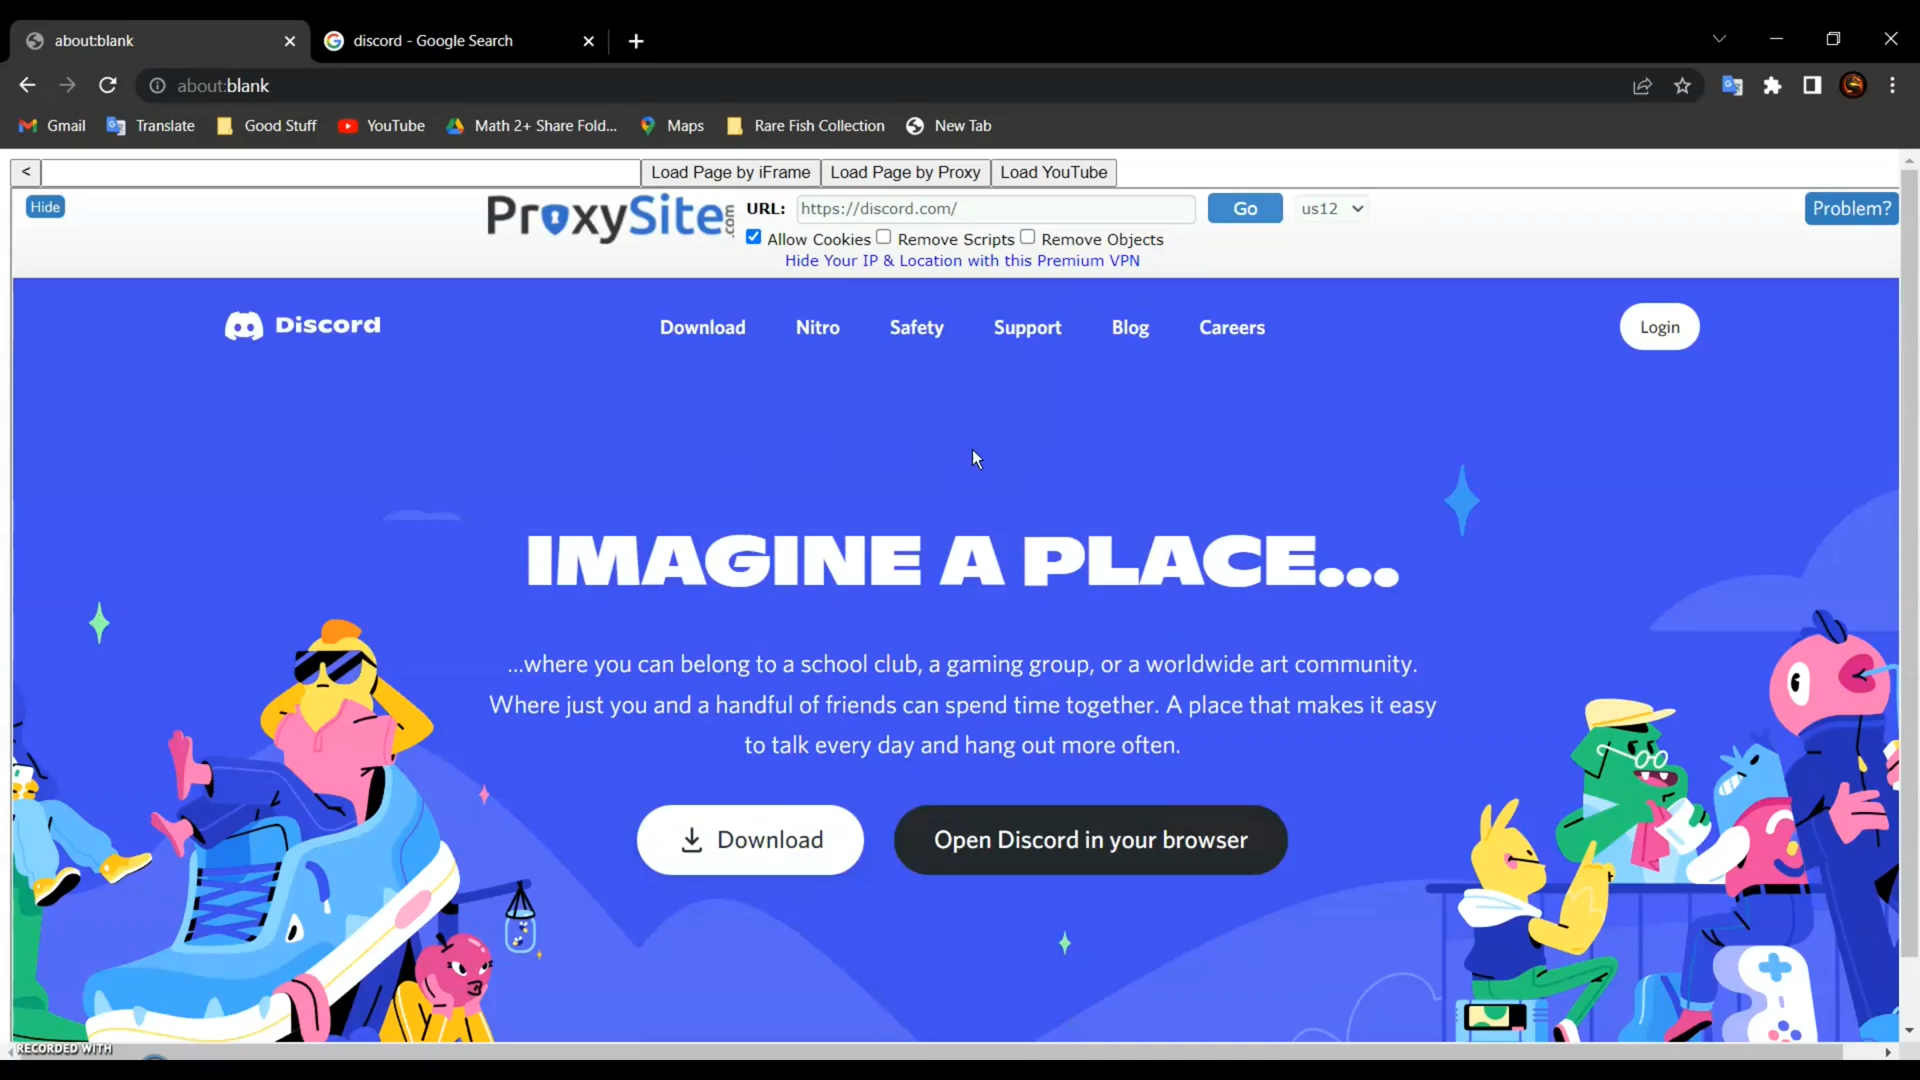 about:blank
discord - Google Search
about:blank
Gmail
Translate
Good Stuff
YouTube
Math 2+ Share Fold...
Maps
Rare Fish Collection
New Tab
<
Load Page by iFrame
Load Page by Proxy
Load YouTube
Hide
ProxySite.com
URL:
https://discord.com/
Go
us12
Problem?
Allow Cookies
Remove Scripts
Remove Objects
Hide Your IP & Location with this Premium VPN
Discord
Download
Nitro
Safety
Support
Blog
Careers
Login
IMAGINE A PLACE...
...where you can belong to a school club, a gaming group, or a worldwide art community.
Where just you and a handful of friends can spend time together. A place that makes it easy
to talk every day and hang out more often.
Download
Open Discord in your browser
RECORDED WITH